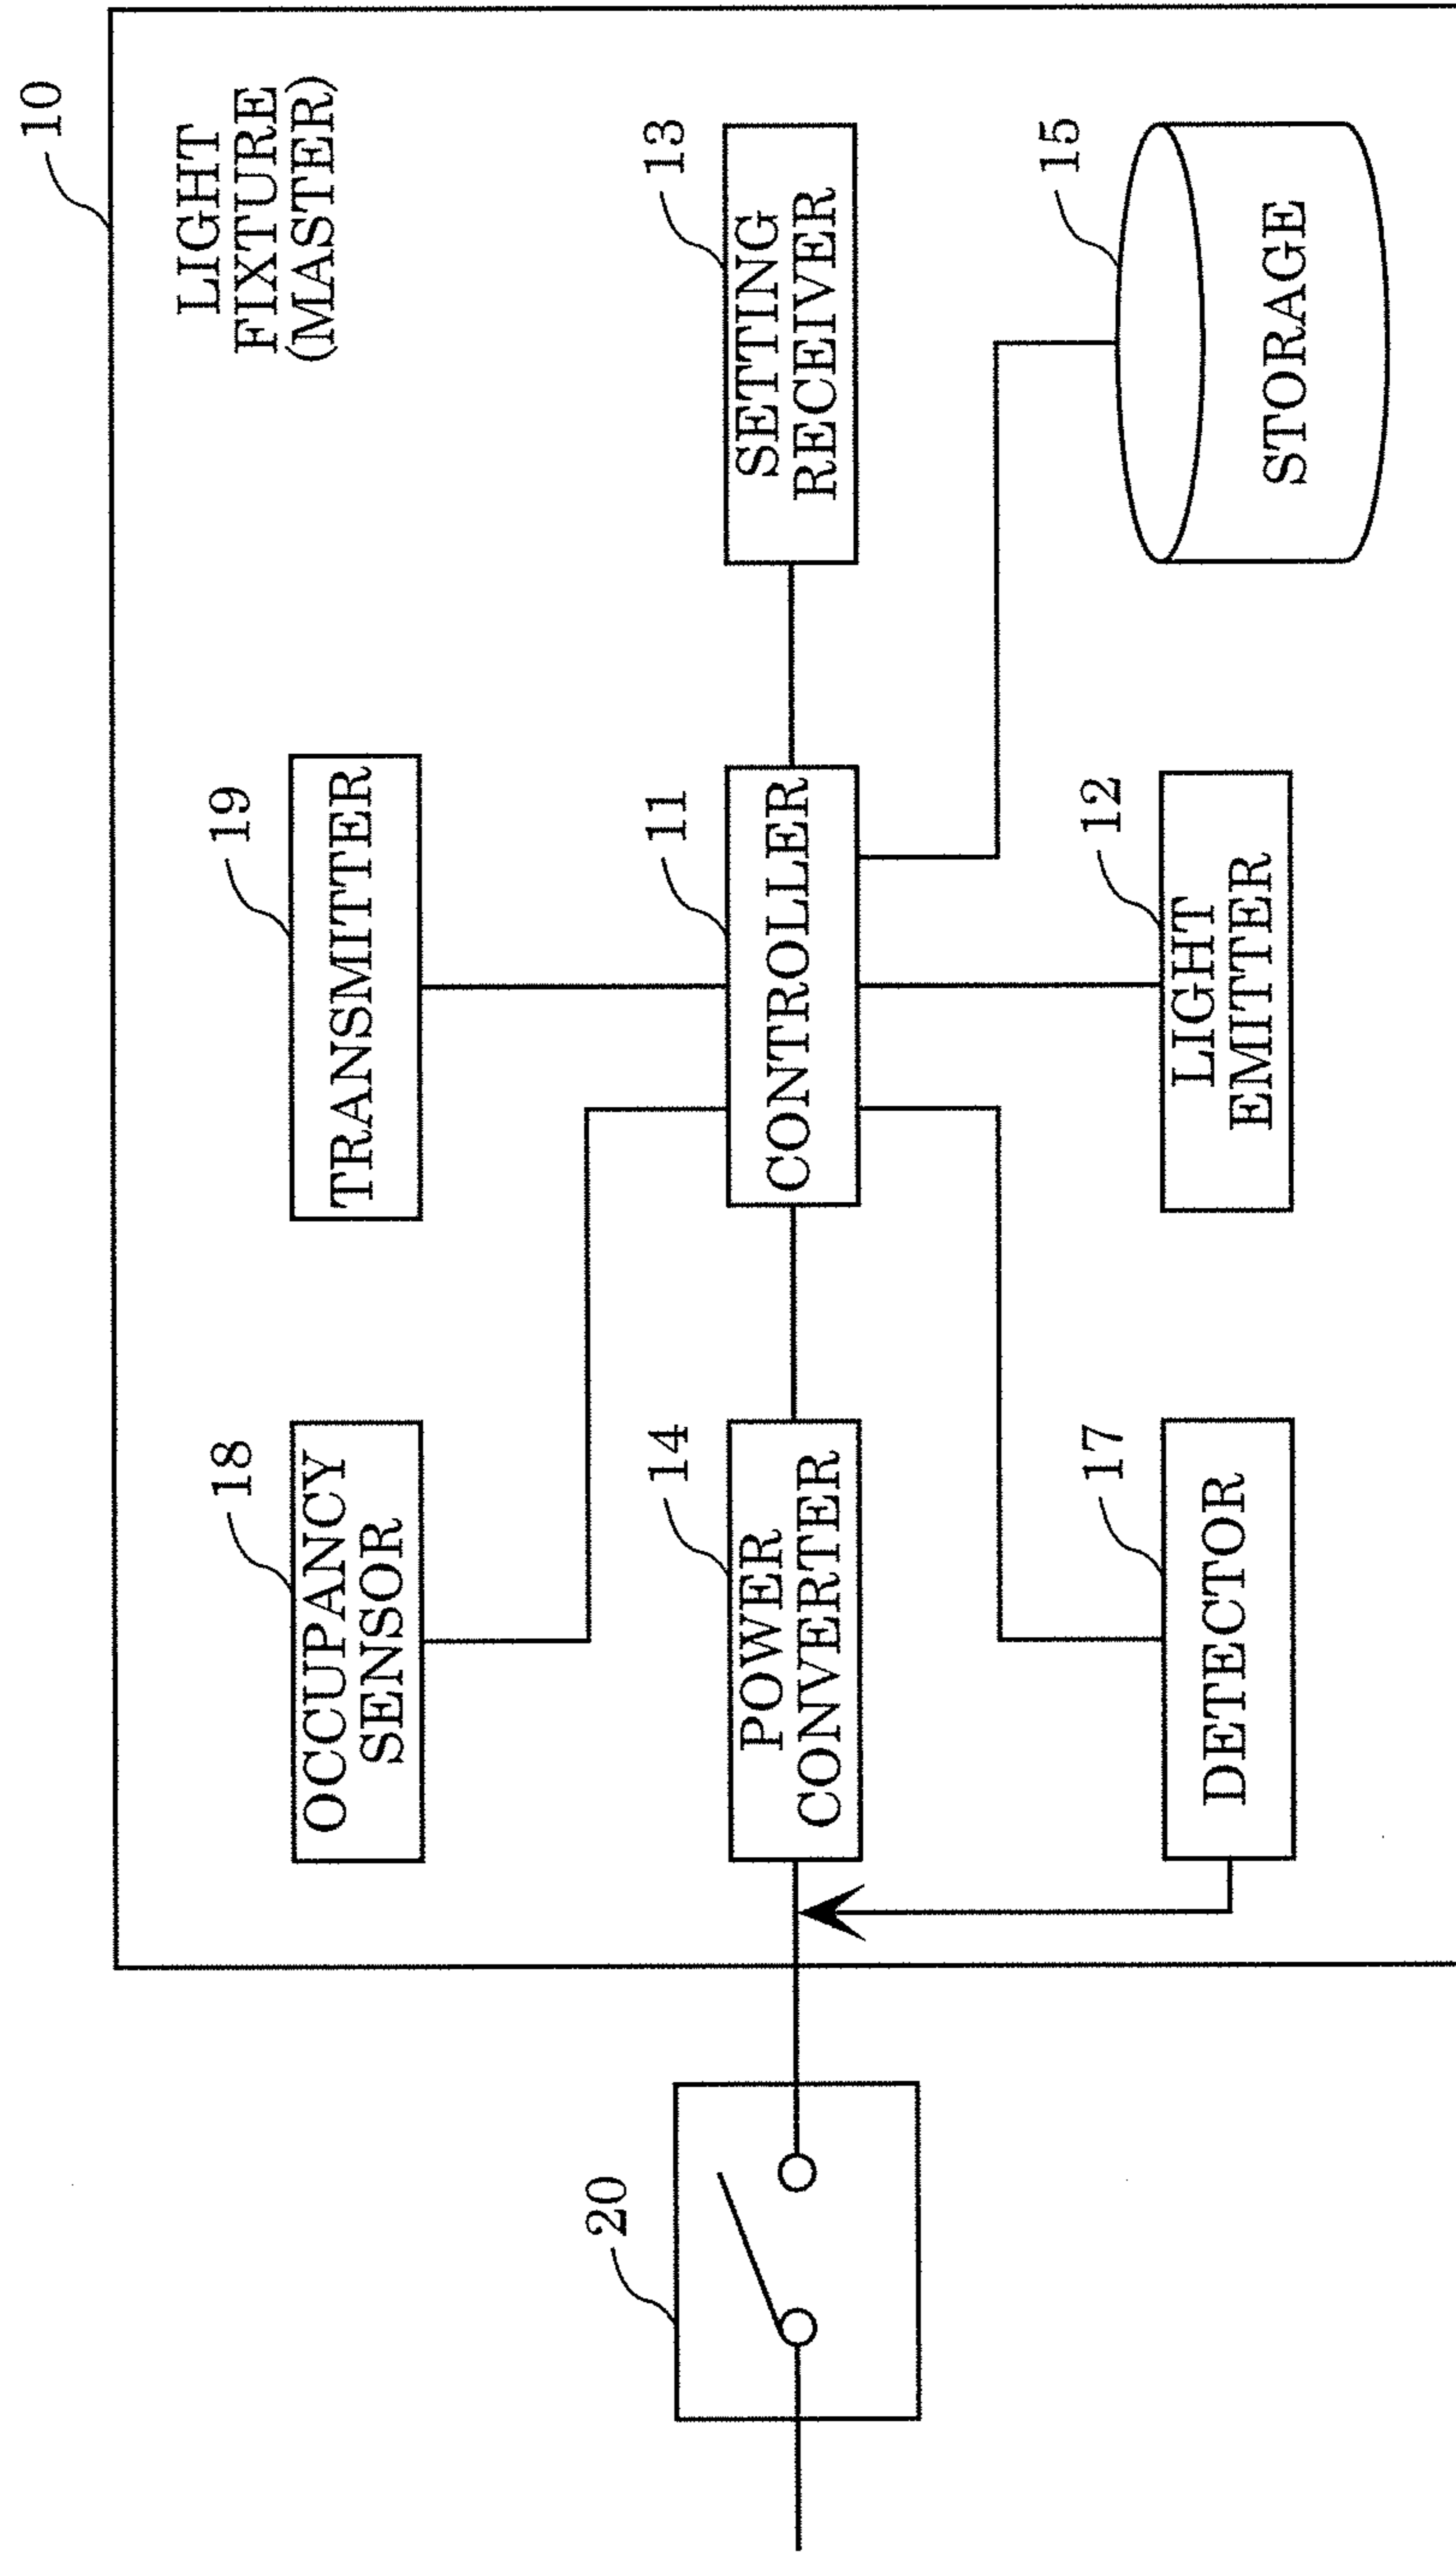 10
LIGHT
FIXTURE
(MASTER)
18
OCCUPANCY
SENSOR
19
TRANSMITTER
20
14
POWER
CONVERTER
11
CONTROLLER
13
SETTING
RECEIVER
17
DETECTOR
12
LIGHT
EMITTER
15
STORAGE